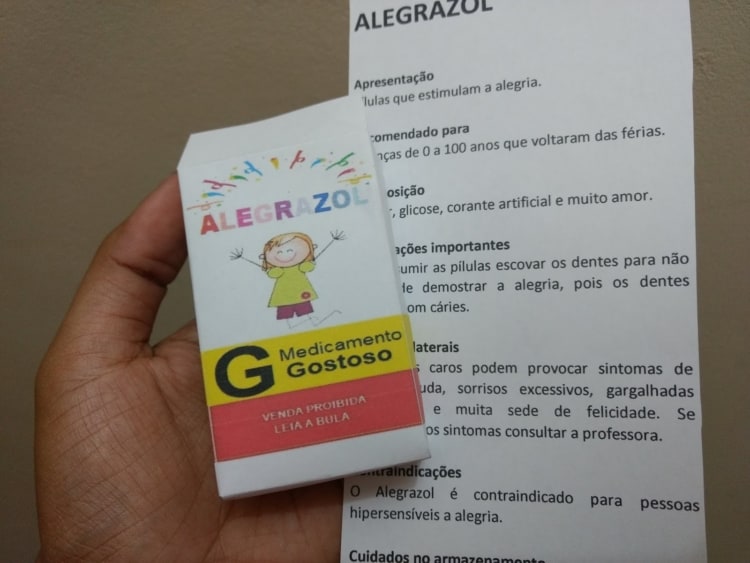 ALEGRAZOL
Medicamento
G Gostoso
VENDA PROIBIDA
LEIA A BULA
ALEGRAZOL
Apresentação
lulas que estimulam a alegria.
comendado para
nças de 0 a 100 anos que voltaram das férias.
osição
, glicose, corante artificial e muito amor.
ações importantes
umir as pílulas escovar os dentes para não
de demostrar a alegria, pois os dentes
om cáries.
laterais
caros podem provocar sintomas de
uda, sorrisos excessivos, gargalhadas
e muita sede de felicidade. Se
os sintomas consultar a professora.
ontraindicações
O Alegrazol é contraindicado para pessoas
hipersensíveis a alegria.
Cuidados no armazenamento